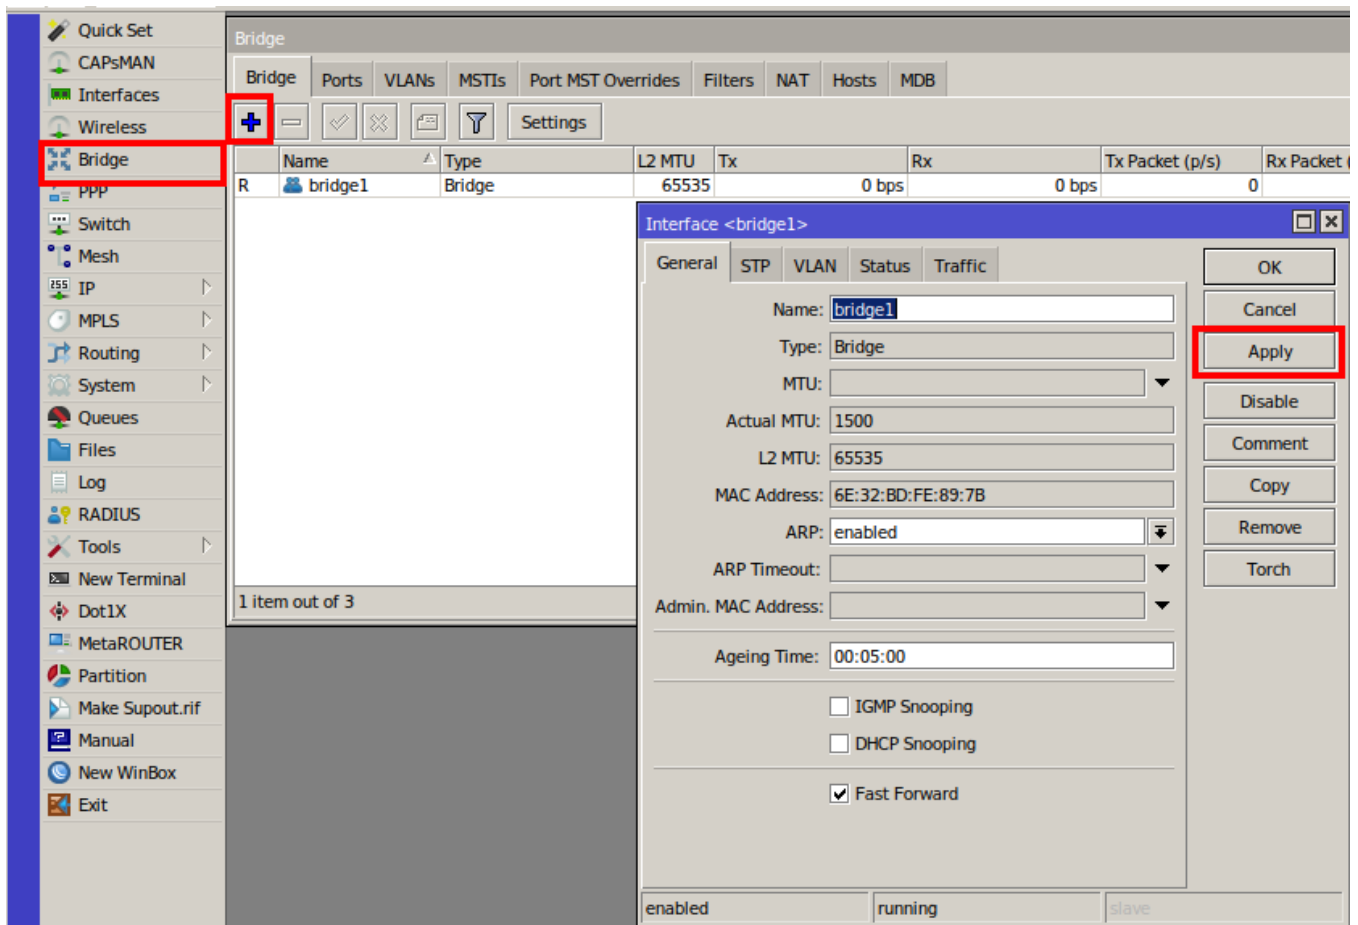 Quick Set
CAPsMAN
Interfaces
Wireless
Bridge
PPP
Switch
Mesh
255 IP
MPLS
Routing
System
Queues
Files
Log
RADIUS
Tools
New Terminal
Dot1X
MetaROUTER
Partition
Make Supout.rif
Manual
New WinBox
Exit
Bridge
Bridge Ports VLANs MSTIs Port MST Overrides Filters NAT Hosts MDB
Settings
Name Type L2 MTU Tx Rx Tx Packet (p/s) Rx Packet (
R bridge1 Bridge 65535 0 bps 0 bps 0
1 item out of 3
Interface <bridge1>
General STP VLAN Status Traffic
Name: bridge1
Type: Bridge
MTU:
Actual MTU: 1500
L2 MTU: 65535
MAC Address: 6E:32:BD:FE:89:7B
ARP: enabled
ARP Timeout:
Admin. MAC Address:
Ageing Time: 00:05:00
IGMP Snooping
DHCP Snooping
Fast Forward
OK
Cancel
Apply
Disable
Comment
Copy
Remove
Torch
enabled running slave